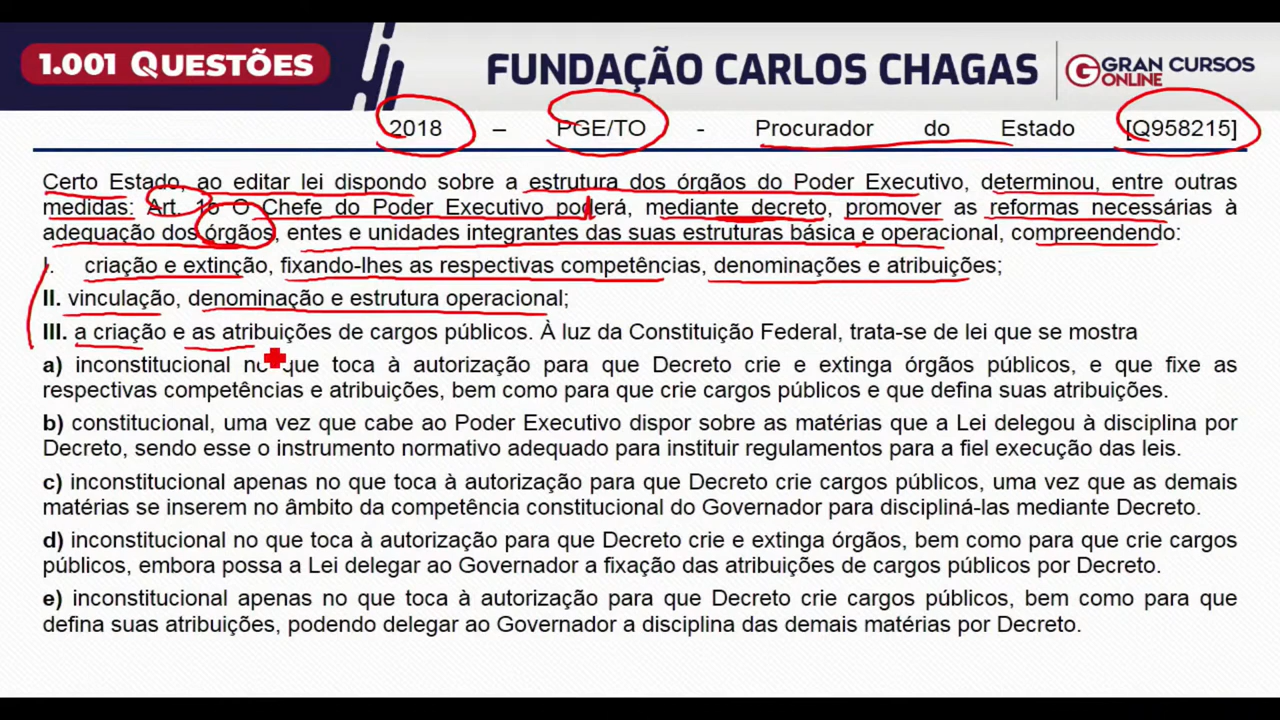 1.001 QUESTÕES
FUNDAÇÃO CARLOS CHAGAS
GRAN CURSOS
ONLINE
2018 – PGE/TO - Procurador do Estado [Q958215]
Certo Estado, ao editar lei dispondo sobre a estrutura dos órgãos do Poder Executivo, determinou, entre outras
medidas: Art. 1o O Chefe do Poder Executivo poderá, mediante decreto, promover as reformas necessárias à
adequação dos órgãos, entes e unidades integrantes das suas estruturas básica e operacional, compreendendo:
I. criação e extinção, fixando-lhes as respectivas competências, denominações e atribuições;
II. vinculação, denominação e estrutura operacional;
III. a criação e as atribuições de cargos públicos. À luz da Constituição Federal, trata-se de lei que se mostra
a) inconstitucional no que toca à autorização para que Decreto crie e extinga órgãos públicos, e que fixe as
respectivas competências e atribuições, bem como para que crie cargos públicos e que defina suas atribuições.
b) constitucional, uma vez que cabe ao Poder Executivo dispor sobre as matérias que a Lei delegou à disciplina por
Decreto, sendo esse o instrumento normativo adequado para instituir regulamentos para a fiel execução das leis.
c) inconstitucional apenas no que toca à autorização para que Decreto crie cargos públicos, uma vez que as demais
matérias se inserem no âmbito da competência constitucional do Governador para discipliná-las mediante Decreto.
d) inconstitucional no que toca à autorização para que Decreto crie e extinga órgãos, bem como para que crie cargos
públicos, embora possa a Lei delegar ao Governador a fixação das atribuições de cargos públicos por Decreto.
e) inconstitucional apenas no que toca à autorização para que Decreto crie cargos públicos, bem como para que
defina suas atribuições, podendo delegar ao Governador a disciplina das demais matérias por Decreto.